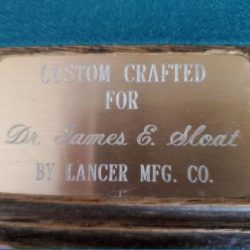 CUSTOM CRAFTED
FOR
Dr. James E. Sloat
BY LANCER MFG. CO.